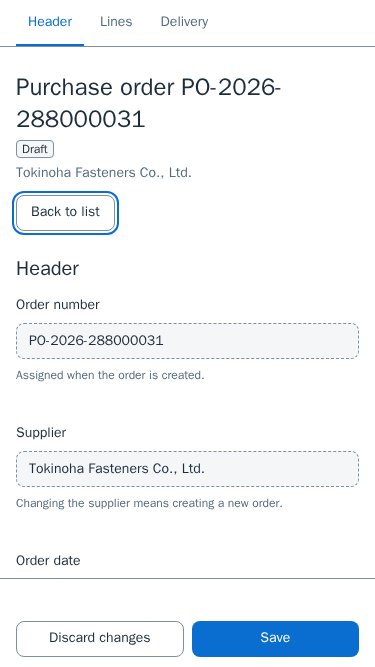 Header Lines Delivery
Purchase order PO-2026-
288000031
Draft
Tokinoha Fasteners Co., Ltd.
Back to list
Header
Order number
PO-2026-288000031
Assigned when the order is created.
Supplier
Tokinoha Fasteners Co., Ltd.
Changing the supplier means creating a new order.
Order date
Discard changes Save